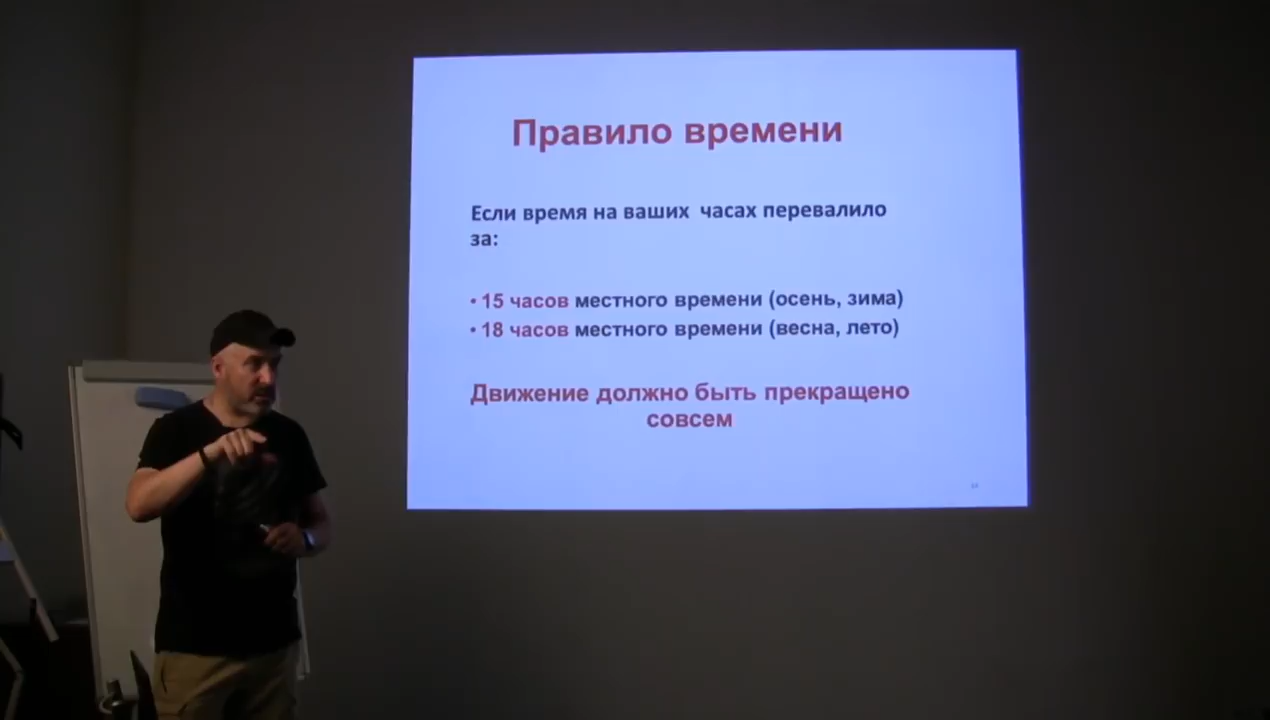 Правило времени
Если время на ваших часах перевалило
за:
• 15 часов местного времени (осень, зима)
• 18 часов местного времени (весна, лето)
Движение должно быть прекращено
совсем